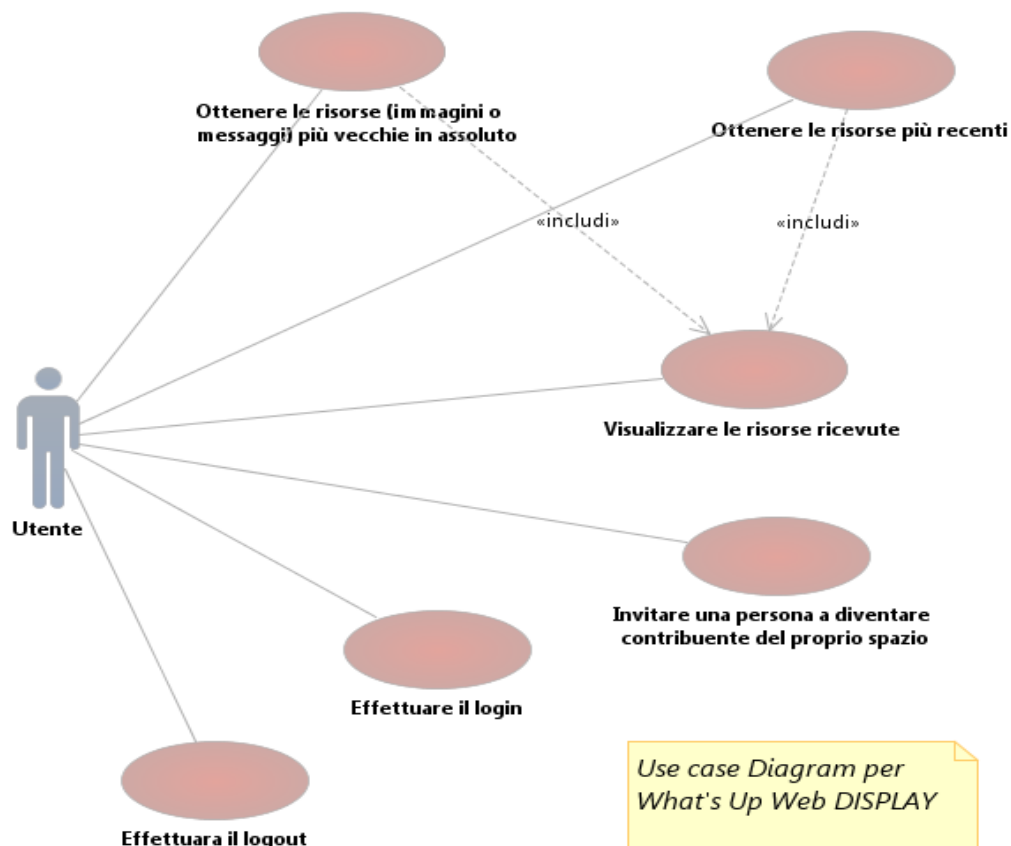 Ottenere le risorse (immagini o
messaggi) più vecchie in assoluto
Ottenere le risorse più recenti
«includi»
«includi»
Visualizzare le risorse ricevute
Utente
Invitare una persona a diventare
contribuente del proprio spazio
Effettuare il login
Use case Diagram per
What's Up Web DISPLAY
Effettuara il logout